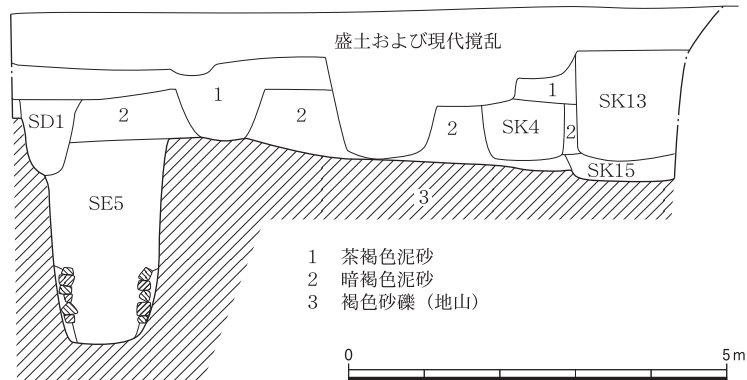 盛土および現代撹乱
1
1
SD1
2
2
2
SK4
2
SK13
SK15
SE5
3
1 茶褐色泥砂
2 暗褐色泥砂
3 褐色砂礫（地山）
0 5m